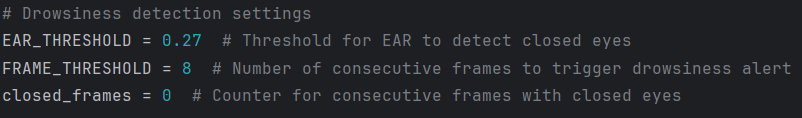 # Drowsiness detection settings
EAR_THRESHOLD = 0.27  # Threshold for EAR to detect closed eyes
FRAME_THRESHOLD = 8  # Number of consecutive frames to trigger drowsiness alert
closed_frames = 0  # Counter for consecutive frames with closed eyes